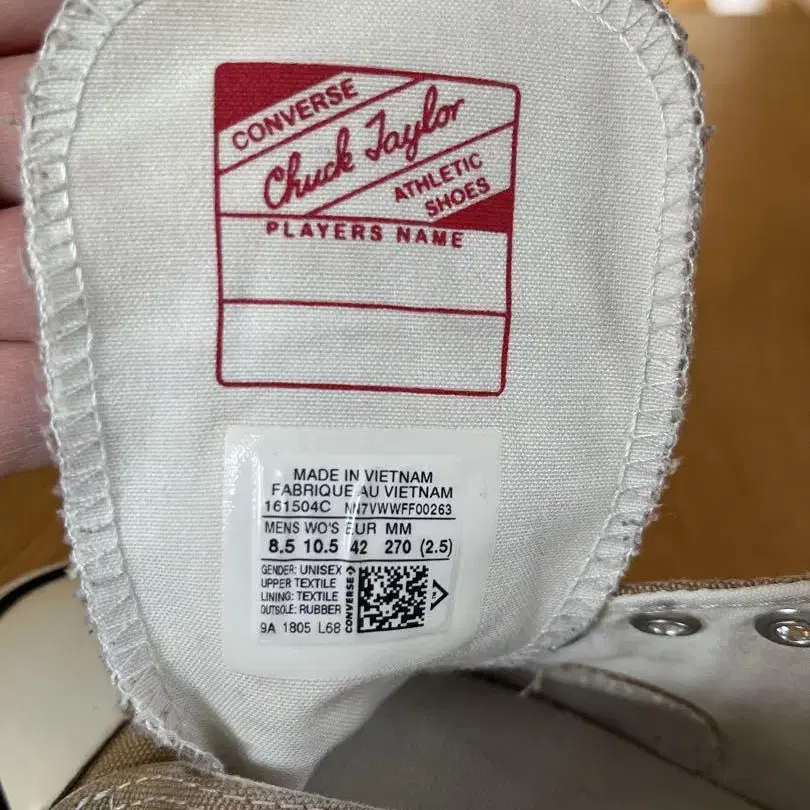 CONVERSE
Chuck Taylor
ATHLETIC
SHOES
PLAYERS NAME
MADE IN VIETNAM
FABRIQUE AU VIETNAM
161504C NN7VWWFF00263
MENS WO'S EUR MM
8.5 10.5 42 270 (2.5)
GENDER: UNISEX
UPPER TEXTILE
LINING: TEXTILE
OUTSOLE: RUBBER
9A 1805 L68
CONVERSE